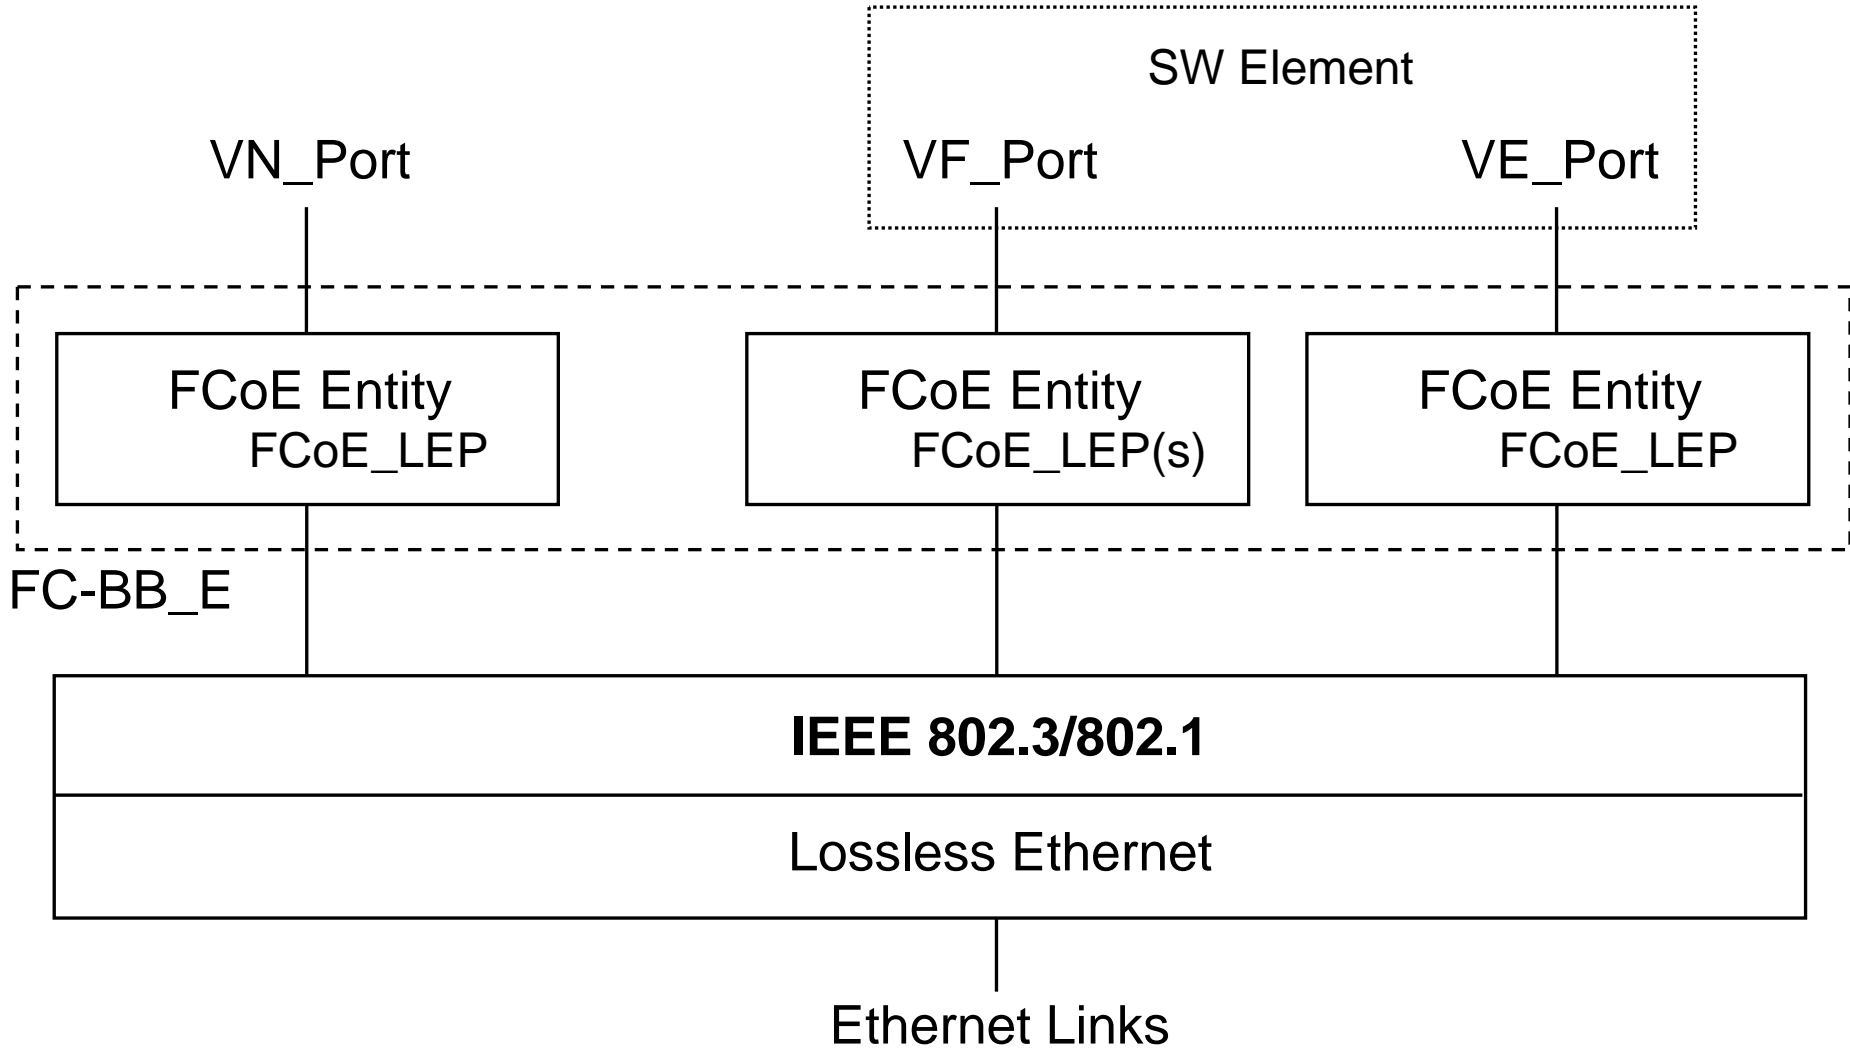 SW Element
VN_Port
VF_Port
VE_Port
FCoE Entity
FCoE_LEP
FCoE Entity
FCoE_LEP(s)
FCoE Entity
FCoE_LEP
FC-BB_E
IEEE 802.3/802.1
Lossless Ethernet
Ethernet Links